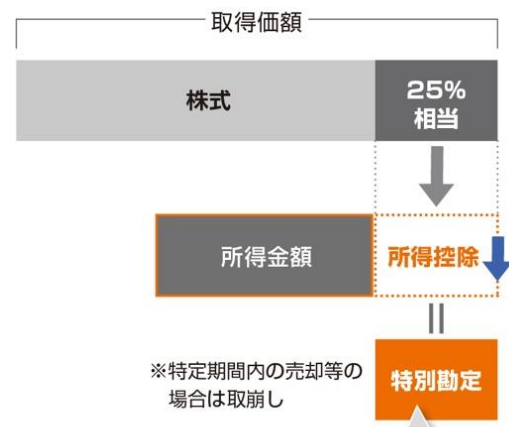 取得価額
株式
25%
相当
所得金額
所得控除
※特定期間内の売却等の
場合は取崩し
特別勘定